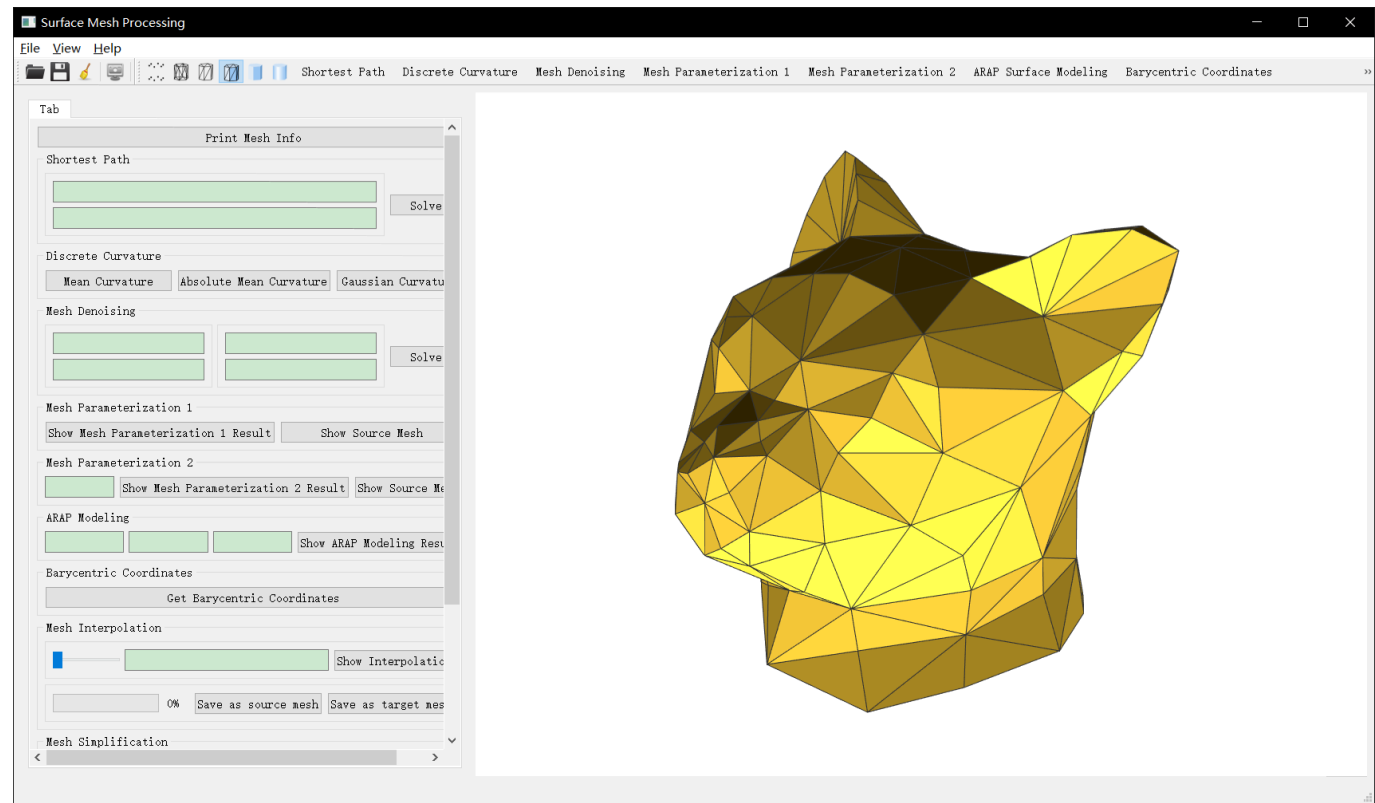 Surface Mesh Processing
File View Help
Shortest Path Discrete Curvature Mesh Denoising Mesh Parameterization 1 Mesh Parameterization 2 ARAP Surface Modeling Barycentric Coordinates »
Tab
Print Mesh Info
Shortest Path
Solve
Discrete Curvature
Mean Curvature Absolute Mean Curvature Gaussian Curvatu
Mesh Denoising
Solve
Mesh Parameterization 1
Show Mesh Parameterization 1 Result Show Source Mesh
Mesh Parameterization 2
Show Mesh Parameterization 2 Result Show Source Me
ARAP Modeling
Show ARAP Modeling Resu
Barycentric Coordinates
Get Barycentric Coordinates
Mesh Interpolation
Show Interpolatic
0% Save as source mesh Save as target mes
Mesh Simplification